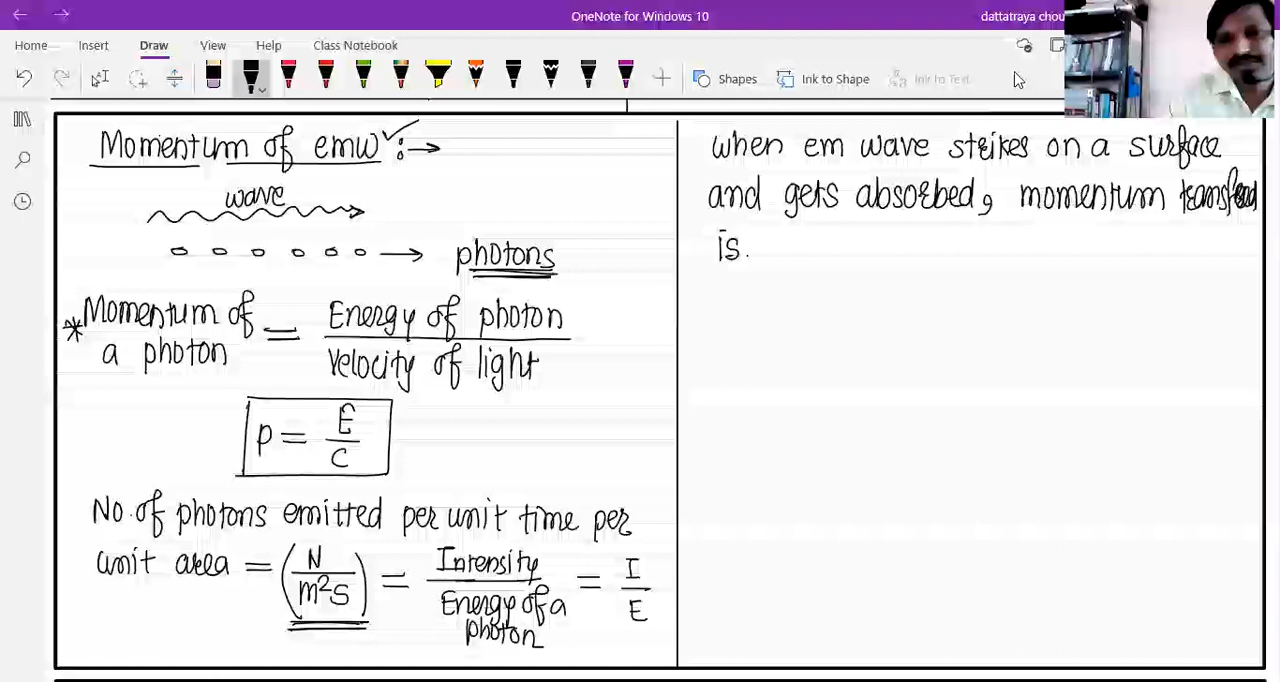 OneNote for Windows 10
dattatraya chou
Home Insert Draw View Help Class Notebook
Shapes Ink to Shape Ink to Text
Momentum of emw :→
wave
photons
* Momentum of a photon = Energy of photon / Velocity of light
P = E / C
No. of photons emitted per unit time per
unit area = (N / m²s) = Intensity / Energy of a photon = I / E
when em wave strikes on a surface
and gets absorbed, momentum
is.